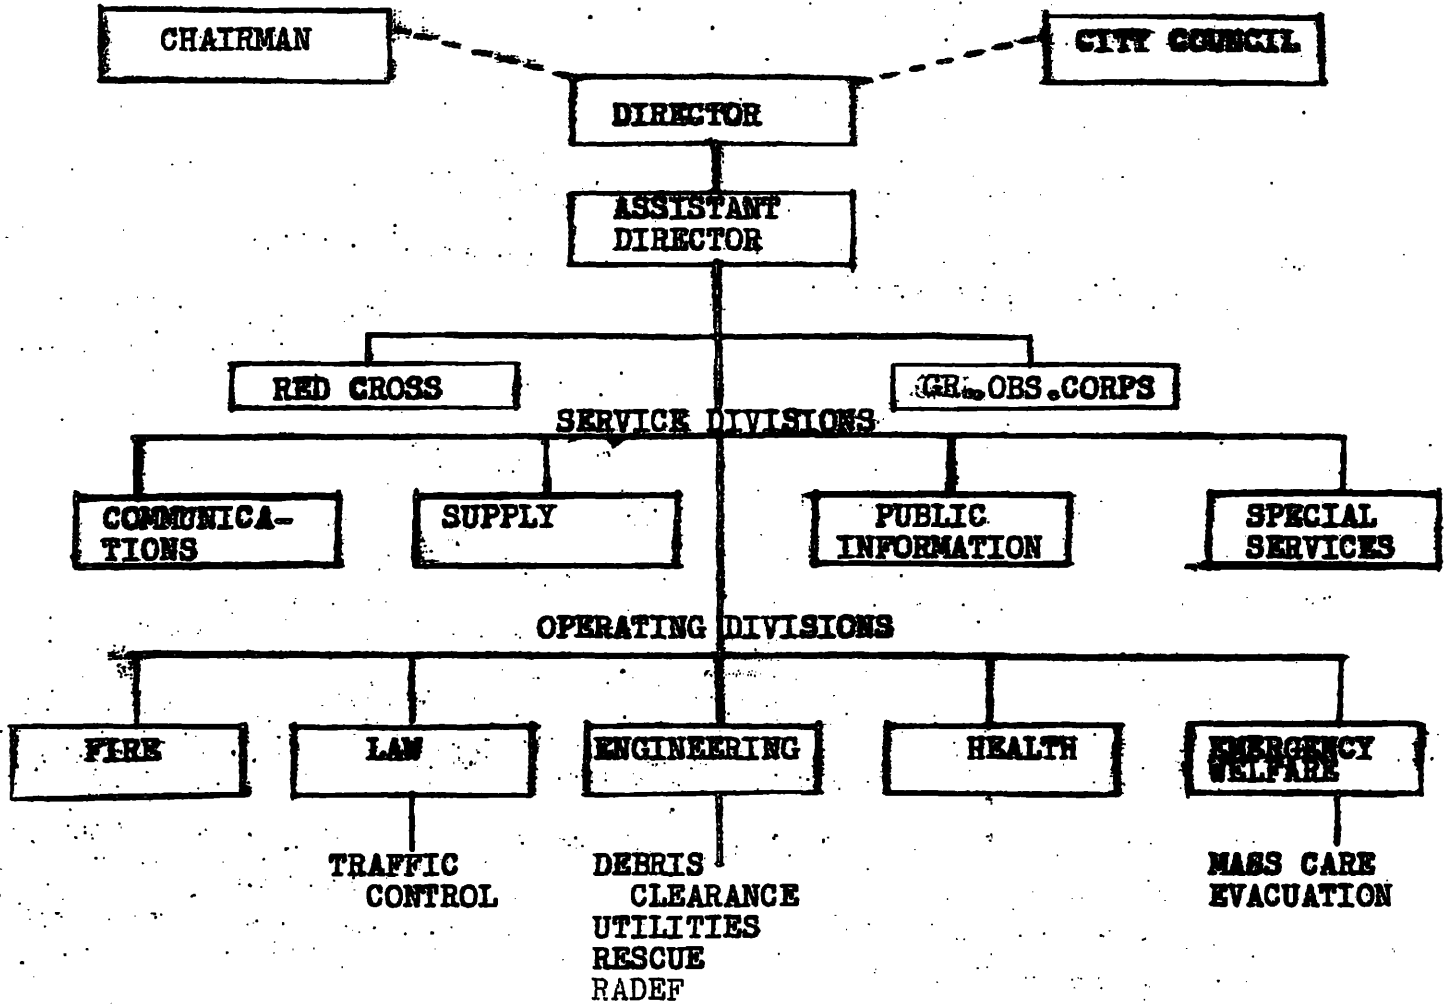 CHAIRMAN
CITY COUNCIL
DIRECTOR
ASSISTANT
DIRECTOR
RED CROSS
GR. OBS. CORPS
SERVICE DIVISIONS
COMMUNICA-
TIONS
SUPPLY
PUBLIC
INFORMATION
SPECIAL
SERVICES
OPERATING DIVISIONS
FIRE
LAW
ENGINEERING
HEALTH
EMERGENCY
WELFARE
TRAFFIC
CONTROL
DEBRIS
CLEARANCE
UTILITIES
RESCUE
RADEF
MASS CARE
EVACUATION